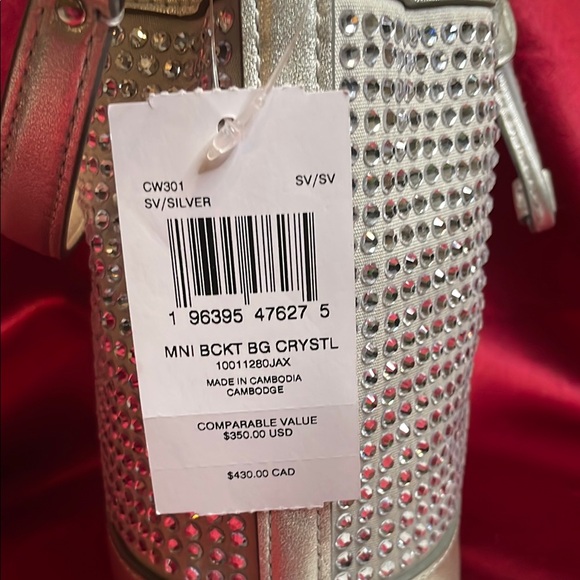 CW301 SV/SV
SV/SILVER
1 96395 47627 5
MNI BCKT BG CRYSTL
10011280JAX
MADE IN CAMBODIA
CAMBODGE
COMPARABLE VALUE
$350.00 USD
$430.00 CAD